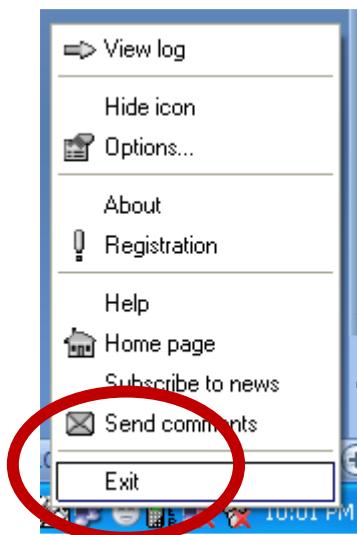 View log
Hide icon
Options...
About
Registration
Help
Home page
Subscribe to news
Send comments
Exit
10:01 PM